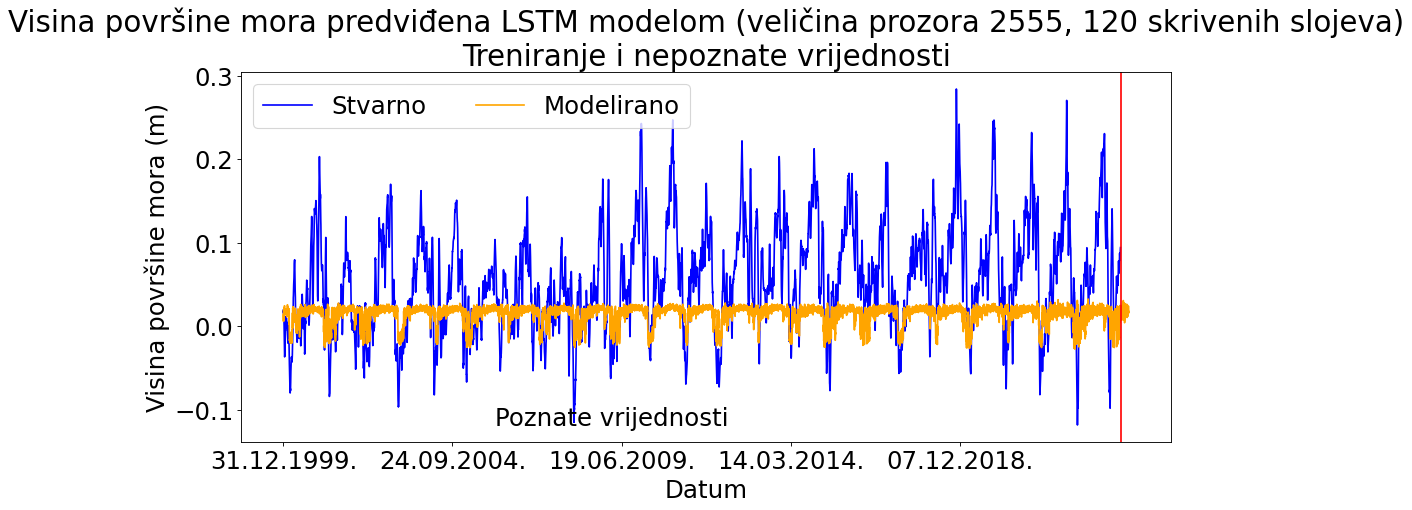 Visina površine mora predviđena LSTM modelom (veličina prozora 2555, 120 skrivenih slojeva)
Treniranje i nepoznate vrijednosti
Stvarno Modelirano
Visina površine mora (m)
0.3
0.2
0.1
0.0
−0.1
Poznate vrijednosti
31.12.1999. 24.09.2004. 19.06.2009. 14.03.2014. 07.12.2018.
Datum